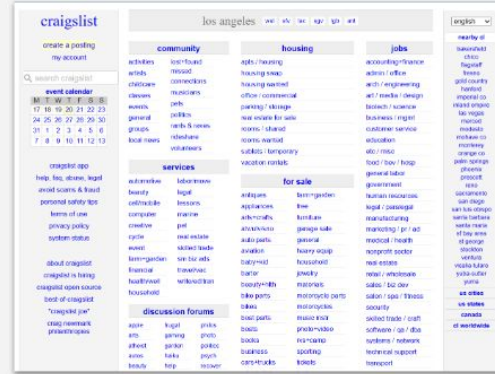 craigslist
create a posting
my account
search craigslist
event calendar
M T W T F S S
17 18 19 20 21 22 23
24 25 26 27 28 29 30
31 1 2 3 4 5 6
7 8 9 10 11 12 13
craigslist app
help, faq, abuse, legal
avoid scams & fraud
personal safety tips
terms of use
privacy policy
system status
about craigslist
craigslist is hiring
craigslist open source
best-of-craigslist
"craigslist joe"
craig newmark
philanthropies
los angeles wst sfv lac sgv lgb ant
community
activities lost+found
artists missed
childcare connections
classes musicians
events pets
general politics
groups rants & raves
local news rideshare
volunteers
services
automotive labor/move
beauty legal
cell/mobile lessons
computer marine
creative pet
cycle real estate
event skilled trade
farm+garden sm biz ads
financial travel/vac
health/well write/ed/tran
household
discussion forums
apple frugal philos
arts gaming photo
atheist garden politic
autos haiku psych
beauty help recover
housing
apts / housing
housing swap
housing wanted
office / commercial
parking / storage
real estate for sale
rooms / shared
rooms wanted
sublets / temporary
vacation rentals
for sale
antiques farm+garden
appliances free
arts+crafts furniture
atv/utv/sno garage sale
auto parts general
aviation heavy equip
baby+kid household
barter jewelry
beauty+hlth materials
bike parts motorcycle parts
bikes motorcycles
boat parts music instr
boats photo+video
books rvs+camp
business sporting
cars+trucks tickets
jobs
accounting+finance
admin / office
arch / engineering
art / media / design
biotech / science
business / mgmt
customer service
education
etc / misc
food / bev / hosp
general labor
government
human resources
legal / paralegal
manufacturing
marketing / pr / ad
medical / health
nonprofit sector
real estate
retail / wholesale
sales / biz dev
salon / spa / fitness
security
skilled trade / craft
software / qa / dba
systems / network
technical support
transport
english
nearby cl
bakersfield
chico
flagstaff
fresno
gold country
hanford
imperial co
inland empire
las vegas
merced
modesto
mohave co
monterey
orange co
palm springs
phoenix
prescott
reno
sacramento
san diego
san luis obispo
santa barbara
santa maria
sf bay area
st george
stockton
ventura
visalia-tulare
yuba-sutter
yuma
us cities
us states
canada
cl worldwide